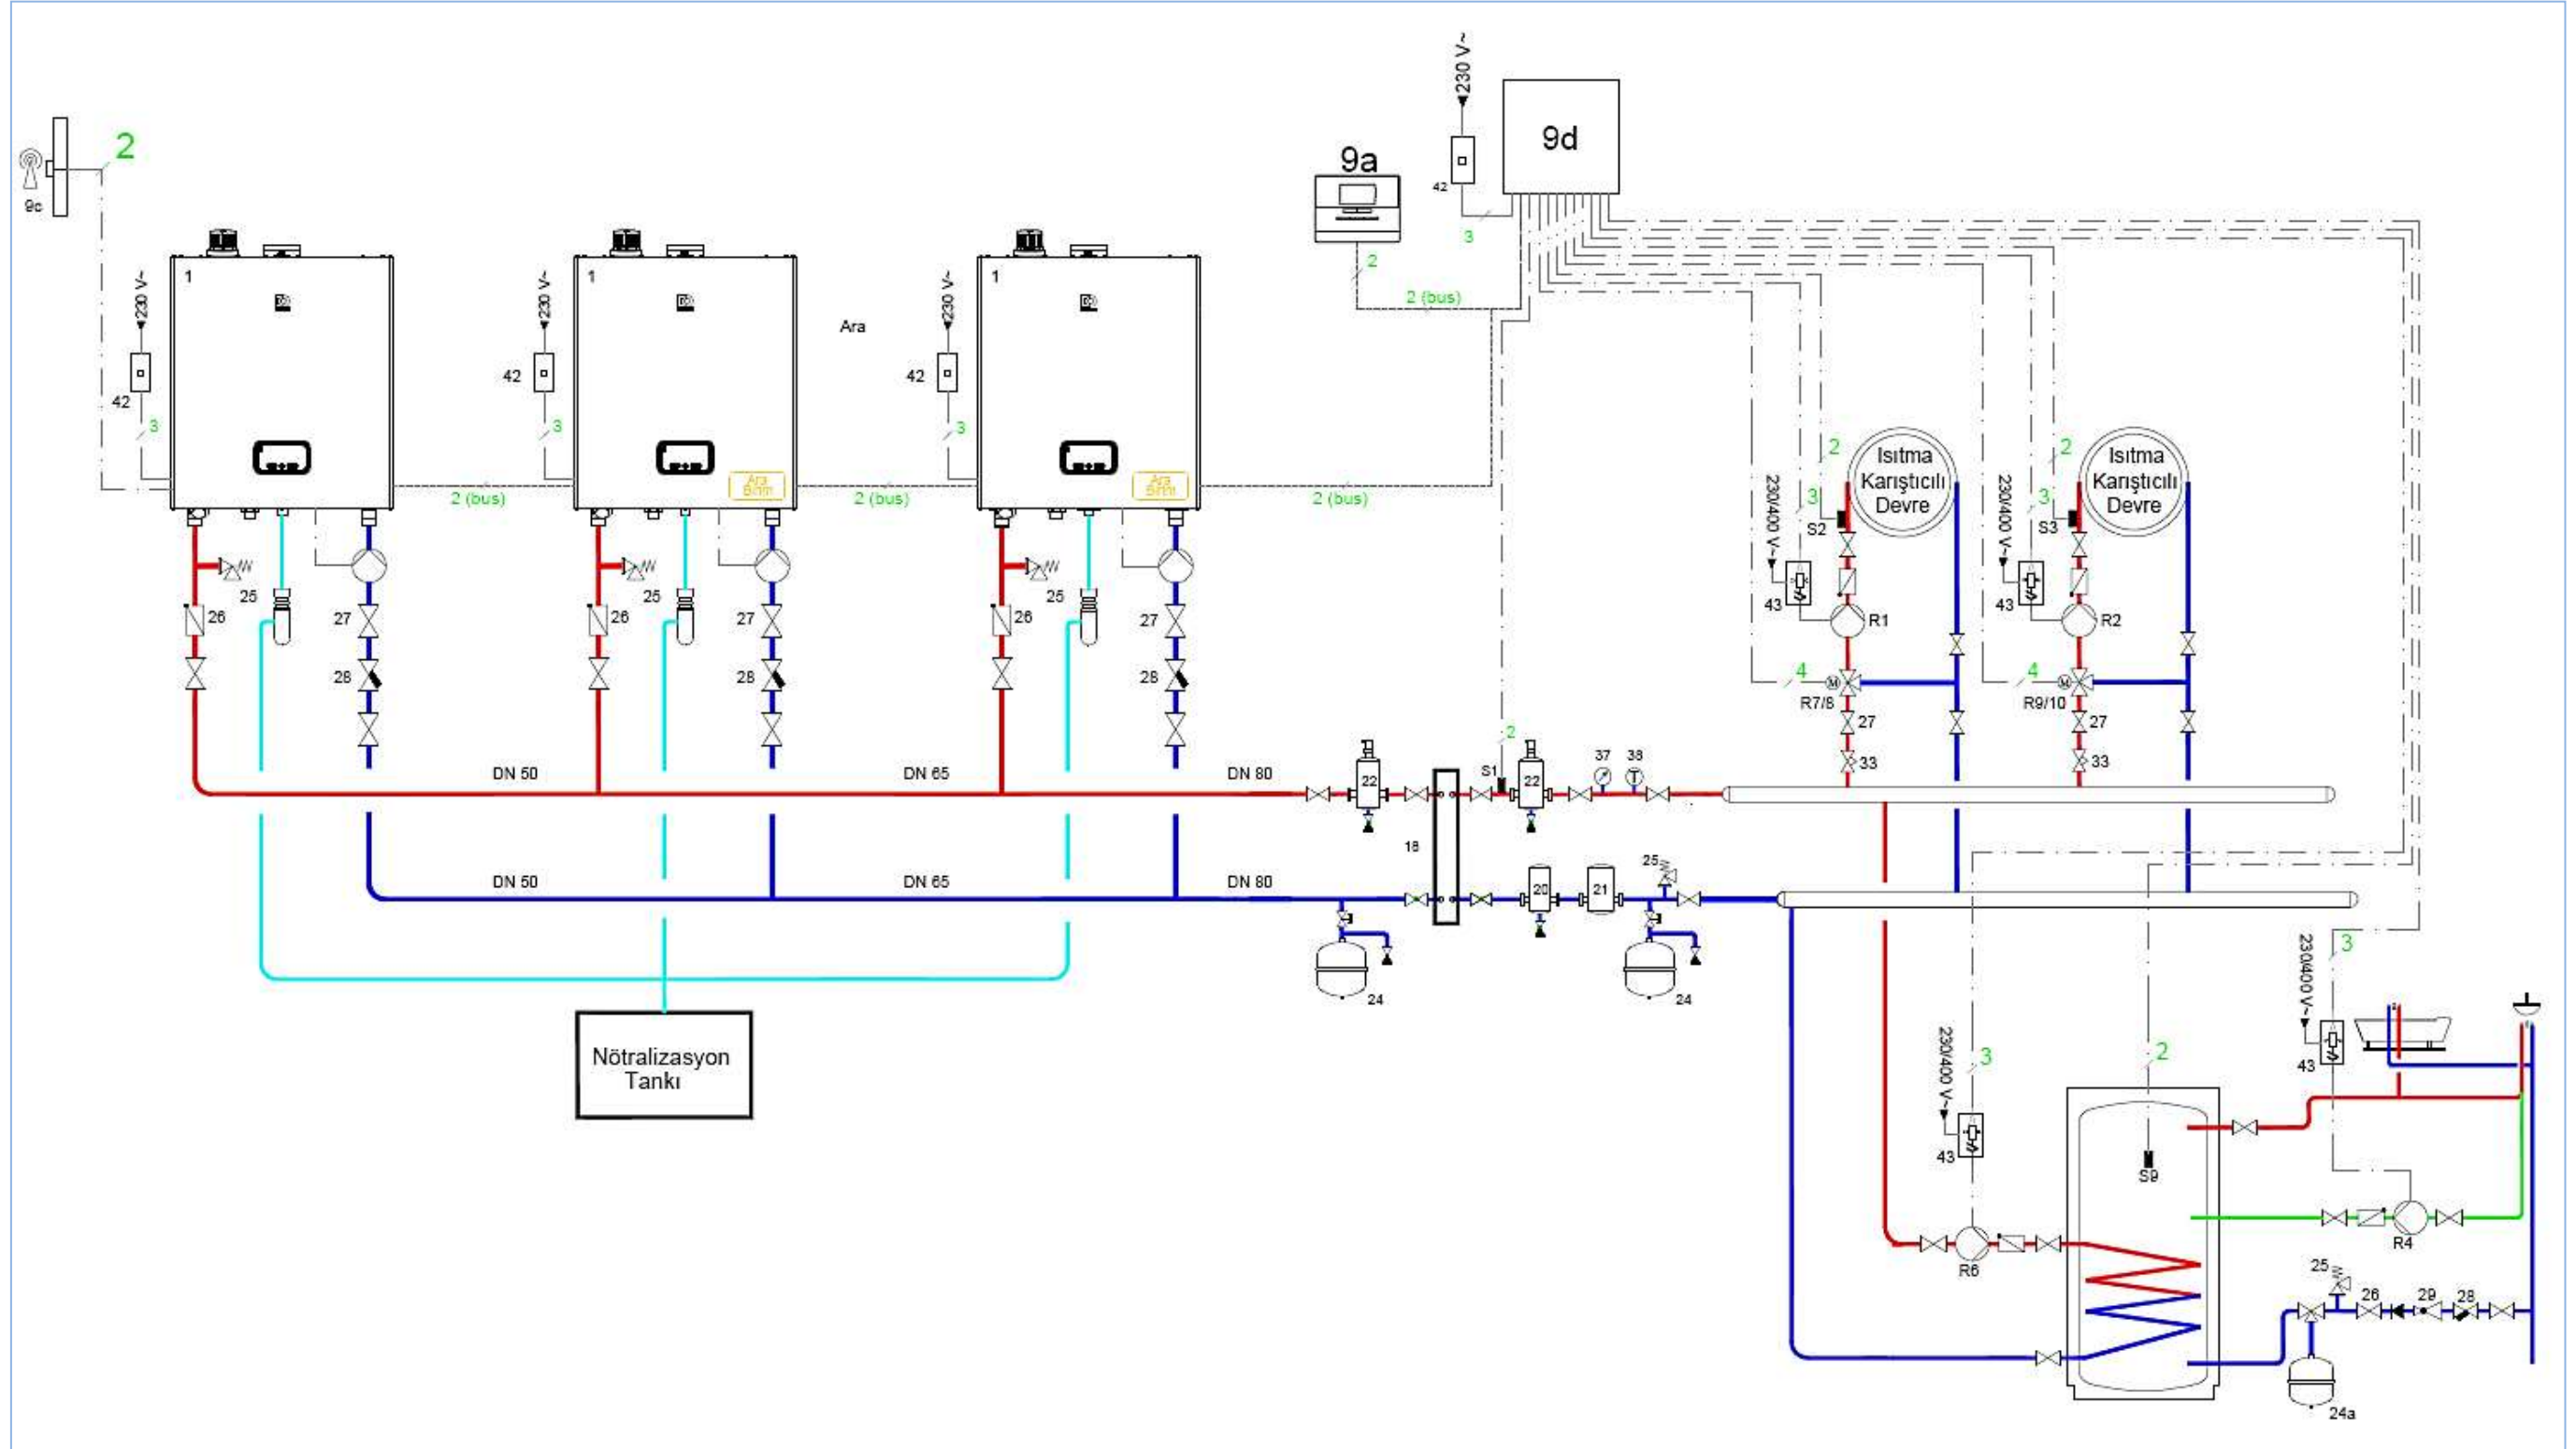 230 V~
9d
42
3
9a
2
2 (bus)
2
9c
1
230 V~
42
3
1
230 V~
42
3
Ara
Ara
Birim
1
230 V~
42
3
Ara
Birim
2 (bus)
2 (bus)
2 (bus)
25
26
27
28
25
26
27
28
25
26
27
28
DN 50
DN 65
DN 80
DN 50
DN 65
DN 80
Nötralizasyon
Tankı
22
S1
2
22
37
38
T
18
20
21
25
24
24
Isıtma
Karıştıcılı
Devre
2
3
S2
230/400 V~
43
R1
4
M
R7/8
27
33
Isıtma
Karıştıcılı
Devre
2
3
S3
230/400 V~
43
R2
4
M
R9/10
27
33
230/400 V~
3
43
230/400 V~
3
43
2
S9
R6
R4
25
26
29
28
24a